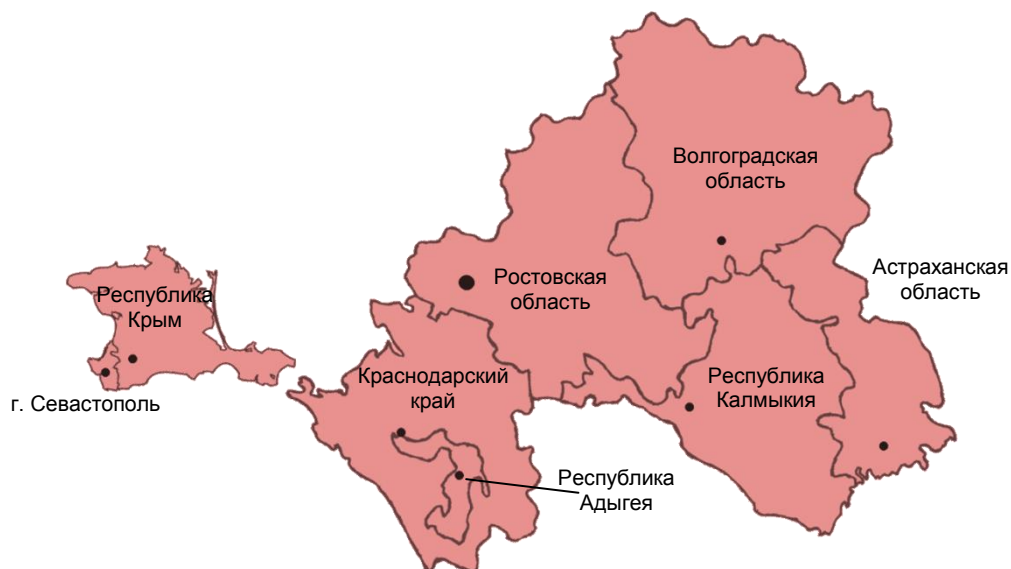 Волгоградская
область
Астраханская
область
Ростовская
область
Республика
Крым
Краснодарский
край
Республика
Калмыкия
г. Севастополь
Республика
Адыгея